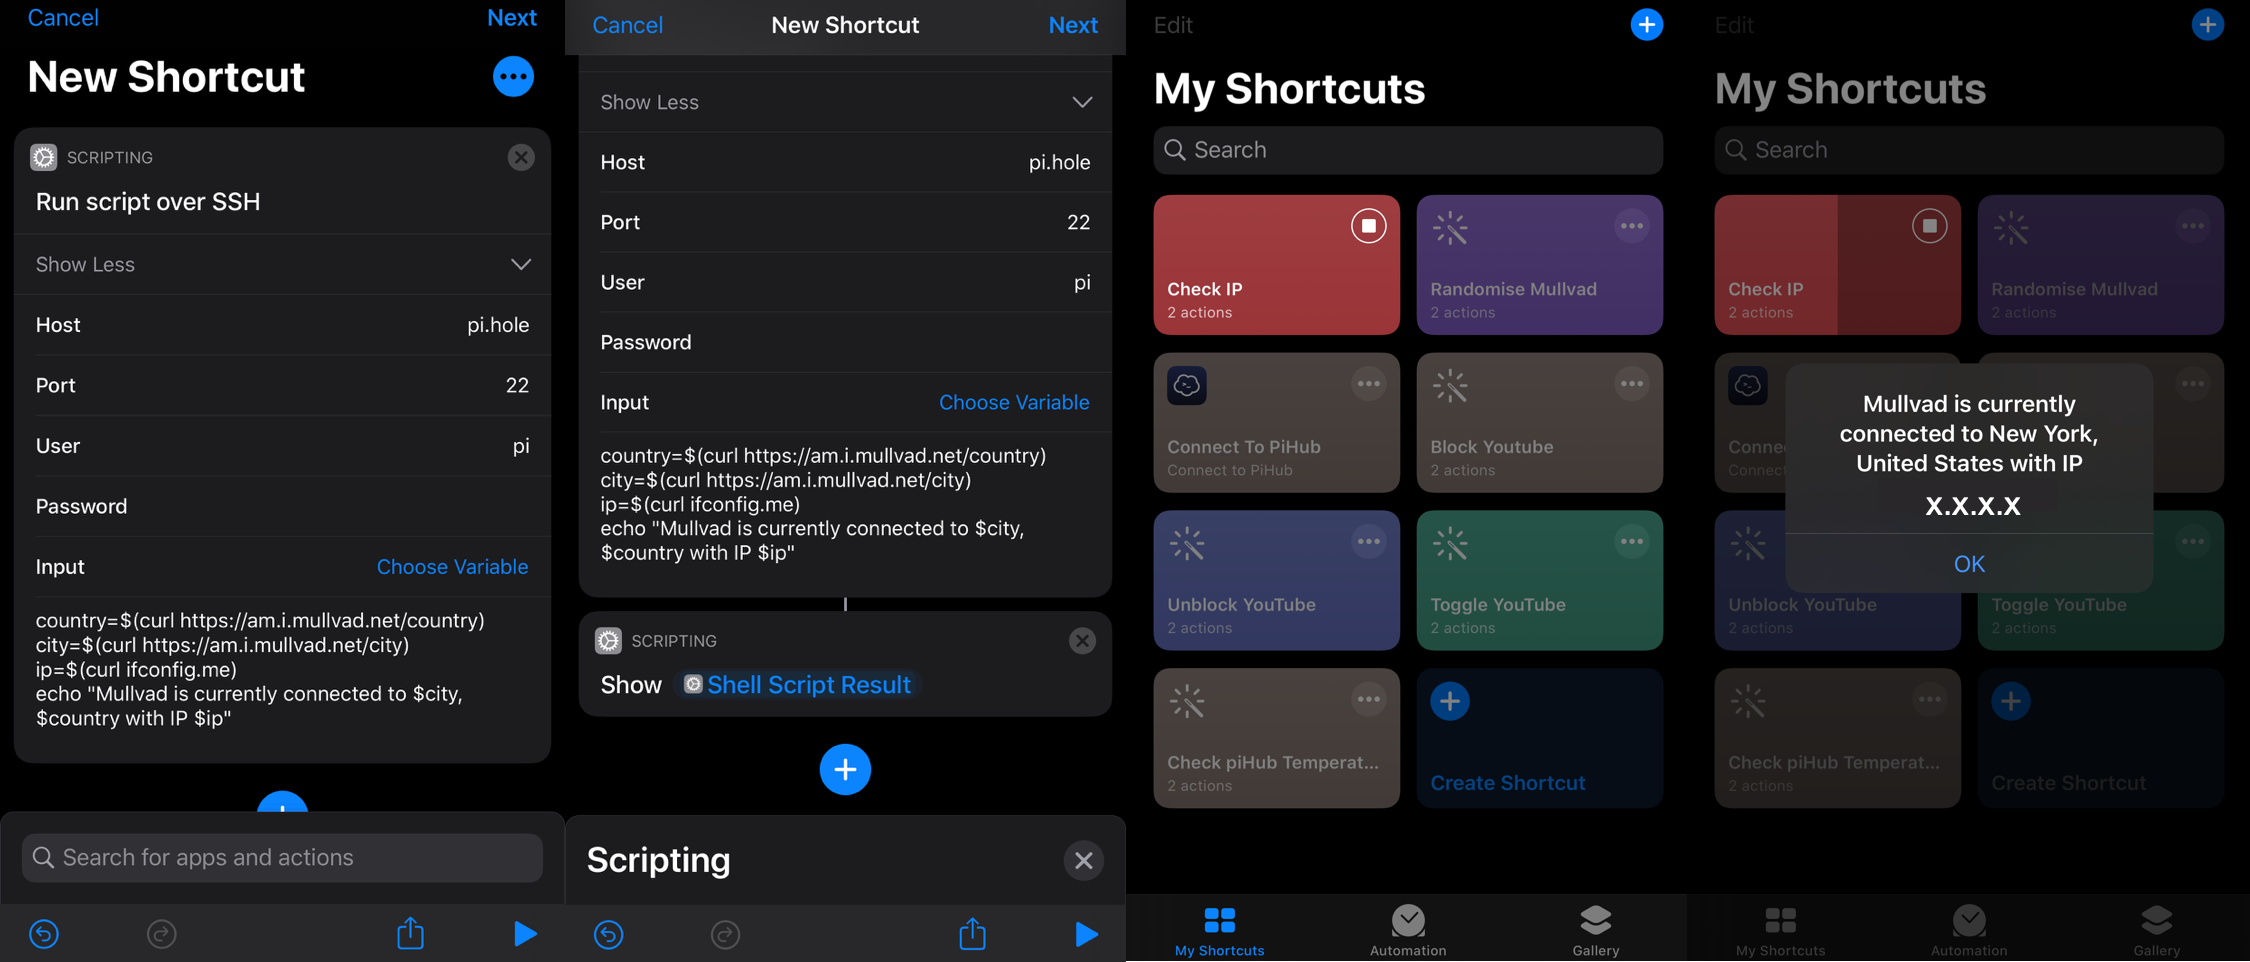 Cancel
Next
New Shortcut
SCRIPTING
Run script over SSH
Show Less
Host
pi.hole
Port
22
User
pi
Password
Input
Choose Variable
country=$(curl https://am.i.mullvad.net/country)
city=$(curl https://am.i.mullvad.net/city)
ip=$(curl ifconfig.me)
echo "Mullvad is currently connected to $city,
$country with IP $ip"
Search for apps and actions
Cancel
New Shortcut
Next
Show Less
Host
pi.hole
Port
22
User
pi
Password
Input
Choose Variable
country=$(curl https://am.i.mullvad.net/country)
city=$(curl https://am.i.mullvad.net/city)
ip=$(curl ifconfig.me)
echo "Mullvad is currently connected to $city,
$country with IP $ip"
SCRIPTING
Show Shell Script Result
Scripting
Edit
My Shortcuts
Search
Check IP
2 actions
Randomise Mullvad
2 actions
Connect To PiHub
Connect to PiHub
Block Youtube
2 actions
Unblock YouTube
2 actions
Toggle YouTube
2 actions
Check piHub Temperat...
2 actions
Create Shortcut
My Shortcuts
Automation
Gallery
Edit
My Shortcuts
Search
Check IP
2 actions
Randomise Mullvad
2 actions
Conne
Connect
Mullvad is currently
connected to New York,
United States with IP
X.X.X.X
OK
Unblock YouTube
2 actions
Toggle YouTube
2 actions
Check piHub Temperat...
2 actions
Create Shortcut
My Shortcuts
Automation
Gallery